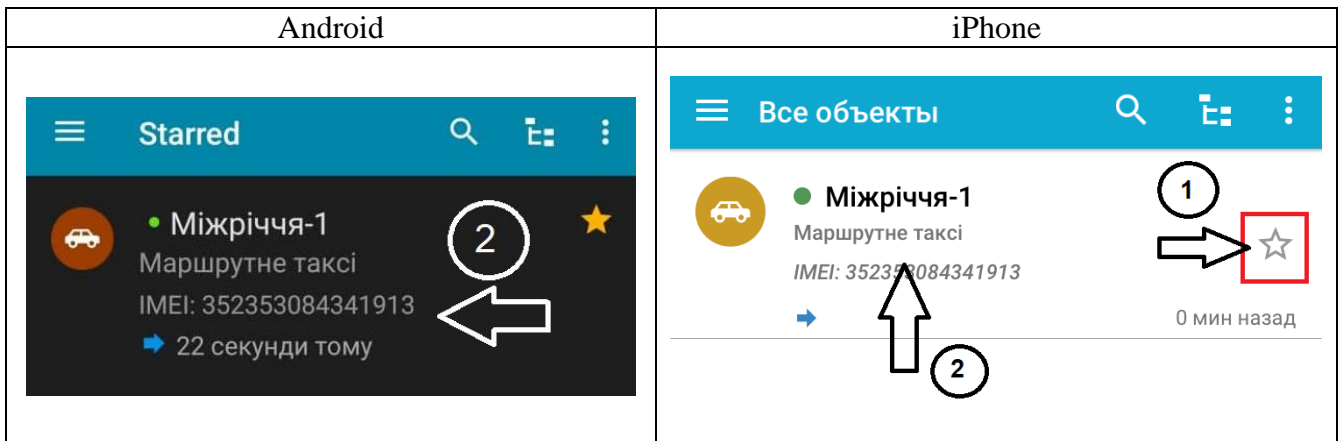 Android
iPhone
Starred
Міжріччя-1
Маршрутне таксі
IMEI: 352353084341913
22 секунди тому
2
Все объекты
Міжріччя-1
Маршрутне таксі
IMEI: 352353084341913
0 мин назад
1
2